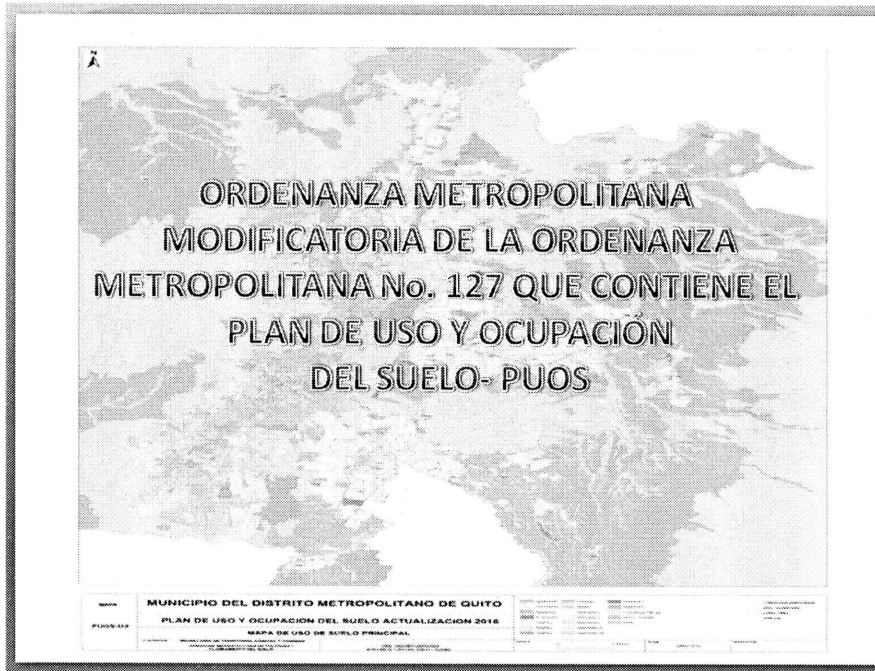 N
ORDENANZA METROPOLITANA
MODIFICATORIA DE LA ORDENANZA
METROPOLITANA No. 127 QUE CONTIENE EL
PLAN DE USO Y OCUPACIÓN
DEL SUELO- PUOS
MUNICIPIO DEL DISTRITO METROPOLITANO DE QUITO
PLAN DE USO Y OCUPACION DEL SUELO ACTUALIZACION 2016
MAPA DE USO DE SUELO PRINCIPAL